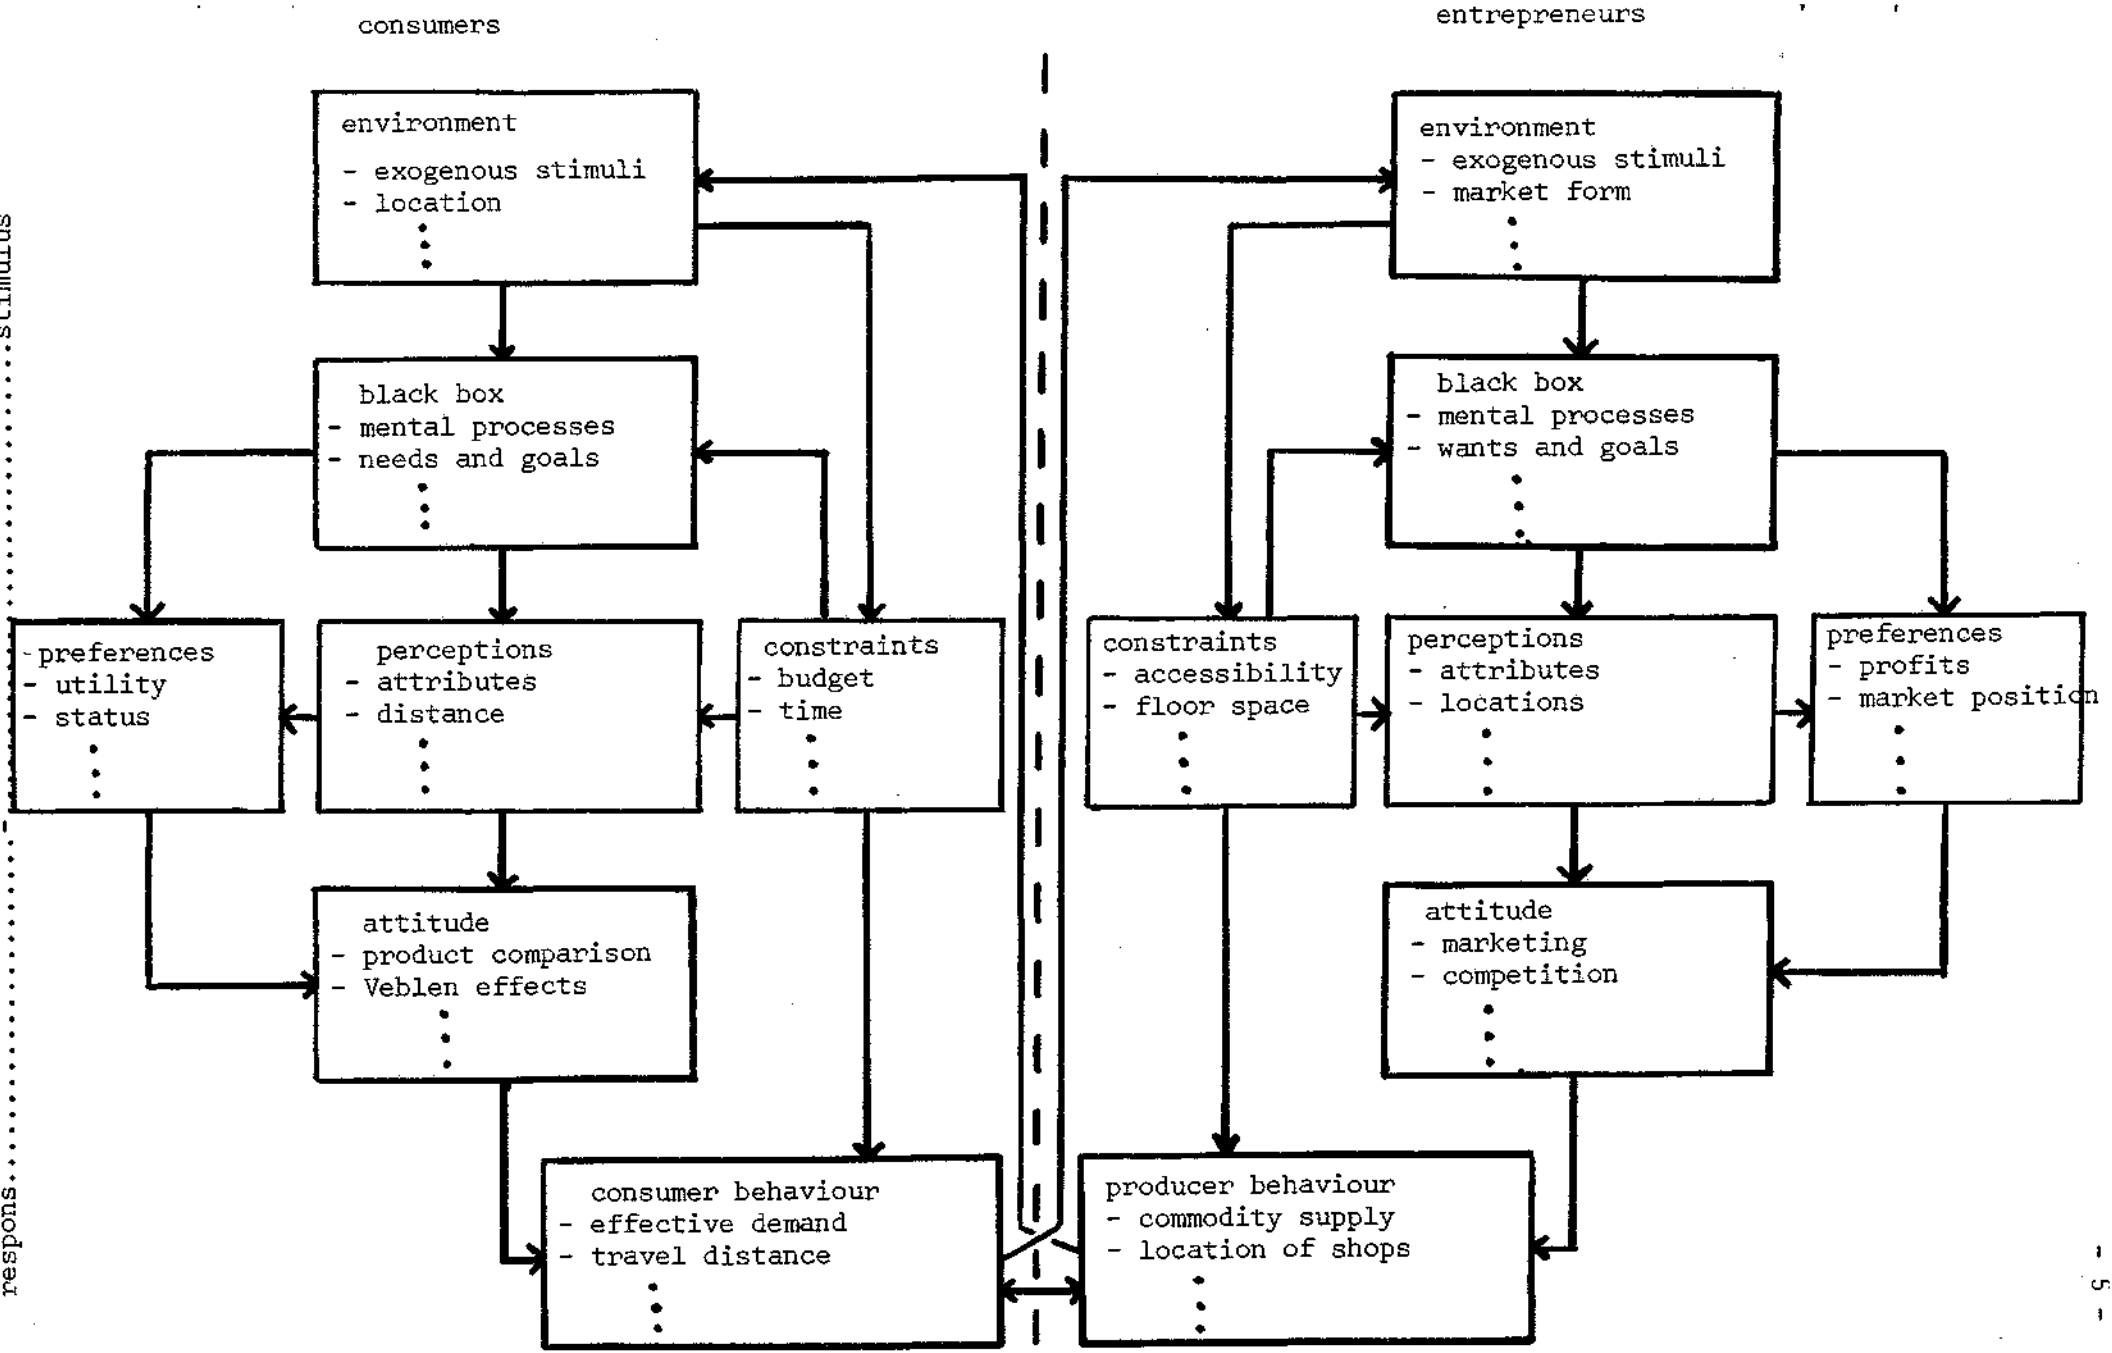 consumers
entrepreneurs
environment
- exogenous stimuli
- location
environment
- exogenous stimuli
- market form
black box
- mental processes
- needs and goals
black box
- mental processes
- wants and goals
-preferences
- utility
- status
perceptions
- attributes
- distance
constraints
- budget
- time
constraints
- accessibility
- floor space
perceptions
- attributes
- locations
preferences
- profits
- market position
attitude
- product comparison
- Veblen effects
attitude
- marketing
- competition
consumer behaviour
- effective demand
- travel distance
producer behaviour
- commodity supply
- location of shops
respons
stimulus
- 5 -